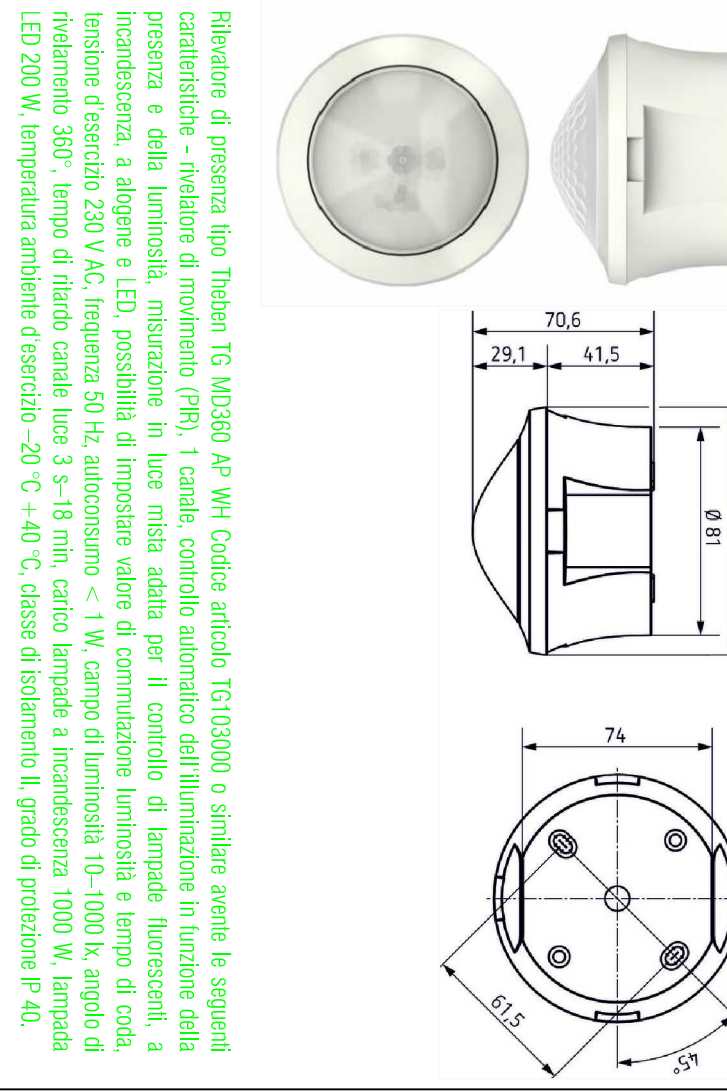 Rilevatore di presenza tipo Theben TG MD360 AP WH Codice articolo TG103000 o similare avente le seguenti
caratteristiche - rivelatore di movimento (PIR), 1 canale, controllo automatico dell'illuminazione in funzione della
presenza e della luminosità, misurazione in luce mista adatta per il controllo di lampade fluorescenti, a
incandescenza, a alogene e LED, possibilità di impostare valore di commutazione luminosità e tempo di coda,
tensione d'esercizio 230 V AC, frequenza 50 Hz, autoconsumo < 1 W, campo di luminosità 10–1000 lx, angolo di
rivelamento 360°, tempo di ritardo canale luce 3 s–18 min, carico lampade a incandescenza 1000 W, lampada
LED 200 W, temperatura ambiente d'esercizio –20 °C +40 °C, classe di isolamento II, grado di protezione IP 40.
70,6
29,1
41,5
Ø 81
74
61,5
45°